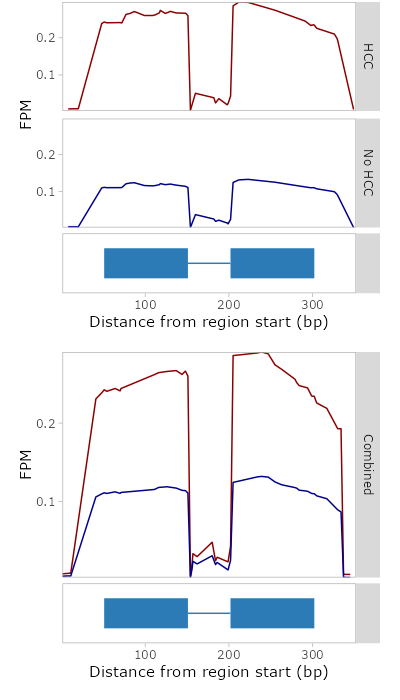 0.2
0.1
HCC
FPM
0.2
0.1
No HCC
100
200
300
Distance from region start (bp)
0.2
0.1
FPM
Combined
100
200
300
Distance from region start (bp)